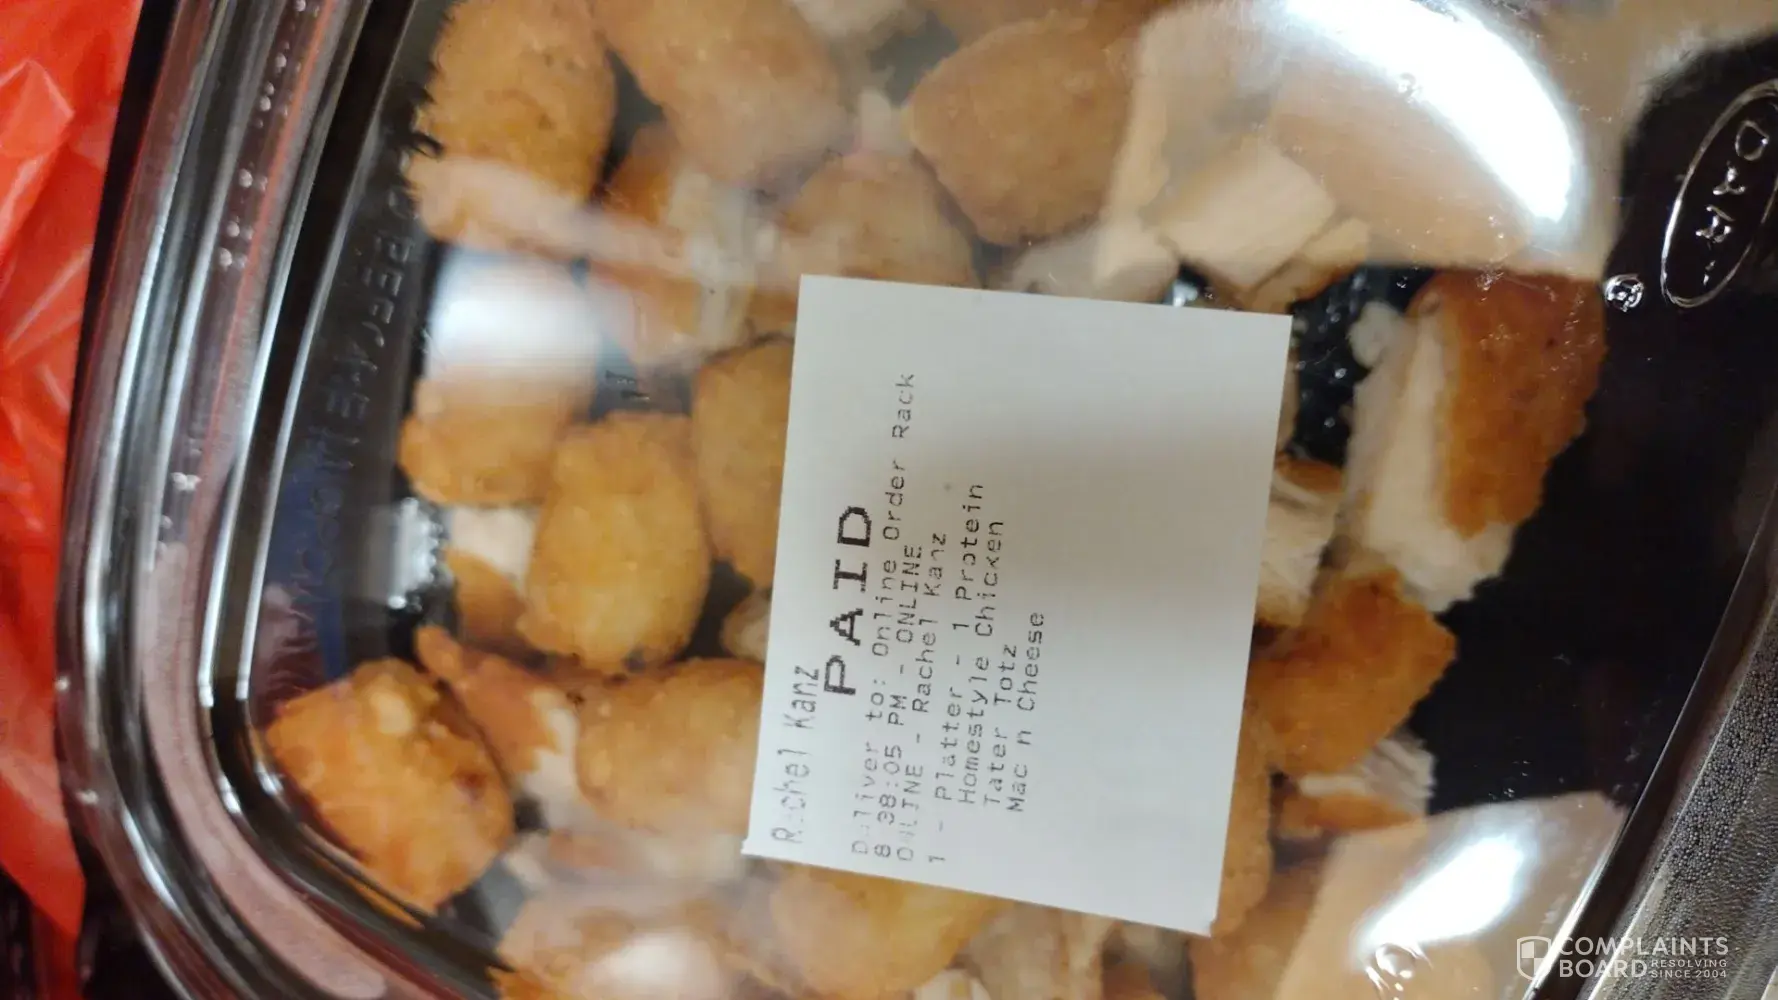 Rachel Kanz
PAID
Deliver to: Online Order Rack
8:38:05 PM - ONLINE
ONLINE - Rachel Kanz
1 - Platter - 1 Protein
Homestyle Chicken
Tater Totz
Mac n Cheese
DART
COMPLAINTS
BOARD RESOLVING
SINCE 2004